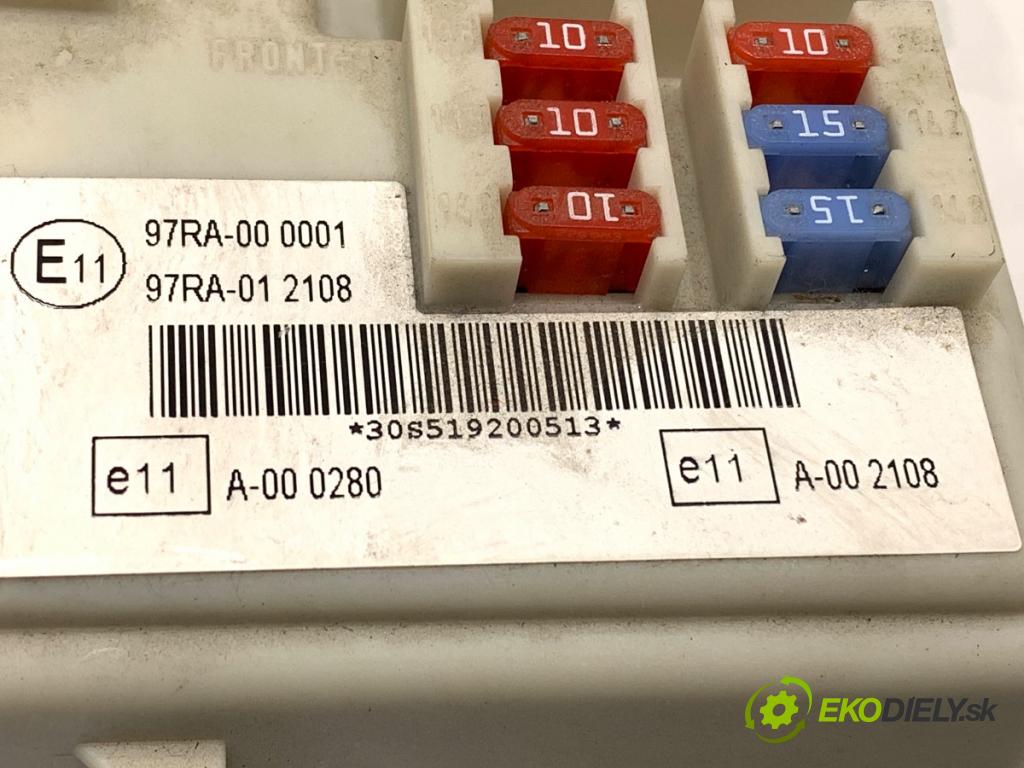 FRONT
10
10
10
15
10
15
E11
97RA-00 0001
97RA-01 2108
*30S519200513*
e11
A-00 0280
e11
A-00 2108
EKODIELY.sk